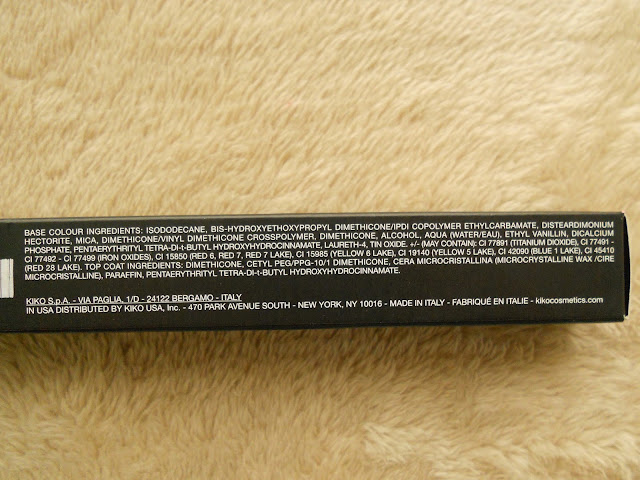 BASE COLOUR INGREDIENTS: ISODODECANE, BIS-HYDROXYETHOXYPROPYL DIMETHICONE/IPDI COPOLYMER ETHYLCARBAMATE, DISTEARDIMONIUM
HECTORITE, MICA, DIMETHICONE/VINYL DIMETHICONE CROSSPOLYMER, DIMETHICONE, ALCOHOL, AQUA (WATER/EAU), ETHYL VANILLIN, DICALCIUM
PHOSPHATE, PENTAERYTHRITYL TETRA-DI-t-BUTYL HYDROXYHYDROCINNAMATE, LAURETH-4, TIN OXIDE. +/- (MAY CONTAIN): CI 77891 (TITANIUM DIOXIDE), CI 77491 -
CI 77492 - CI 77499 (IRON OXIDES), CI 15850 (RED 6, RED 7, RED 7 LAKE), CI 15985 (YELLOW 6 LAKE), CI 19140 (YELLOW 5 LAKE), CI 42090 (BLUE 1 LAKE), CI 45410
(RED 28 LAKE). TOP COAT INGREDIENTS: DIMETHICONE, CETYL PEG/PPG-10/1 DIMETHICONE, CERA MICROCRISTALLINA (MICROCRYSTALLINE WAX /CIRE
MICROCRISTALLINE), PARAFFIN, PENTAERYTHRITYL TETRA-DI-t-BUTYL HYDROXYHYDROCINNAMATE.
KIKO S.p.A. - VIA PAGLIA, 1/D - 24122 BERGAMO - ITALY
IN USA DISTRIBUTED BY KIKO USA, Inc. - 470 PARK AVENUE SOUTH - NEW YORK, NY 10016 - MADE IN ITALY - FABRIQUÉ EN ITALIE - kikocosmetics.com